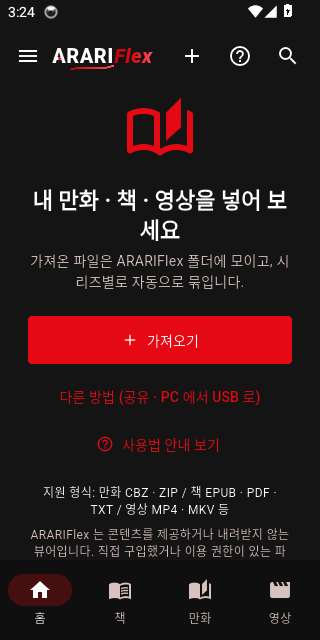 3:24
ARARIFlex
내 만화 · 책 · 영상을 넣어 보
세요
가져온 파일은 ARARIFlex 폴더에 모이고, 시
리즈별로 자동으로 묶입니다.
+ 가져오기
다른 방법 (공유 · PC 에서 USB 로)
사용법 안내 보기
지원 형식: 만화 CBZ · ZIP / 책 EPUB · PDF ·
TXT / 영상 MP4 · MKV 등
ARARIFlex 는 콘텐츠를 제공하거나 내려받지 않는
뷰어입니다. 직접 구입했거나 이용 권한이 있는 파
홈 책 만화 영상